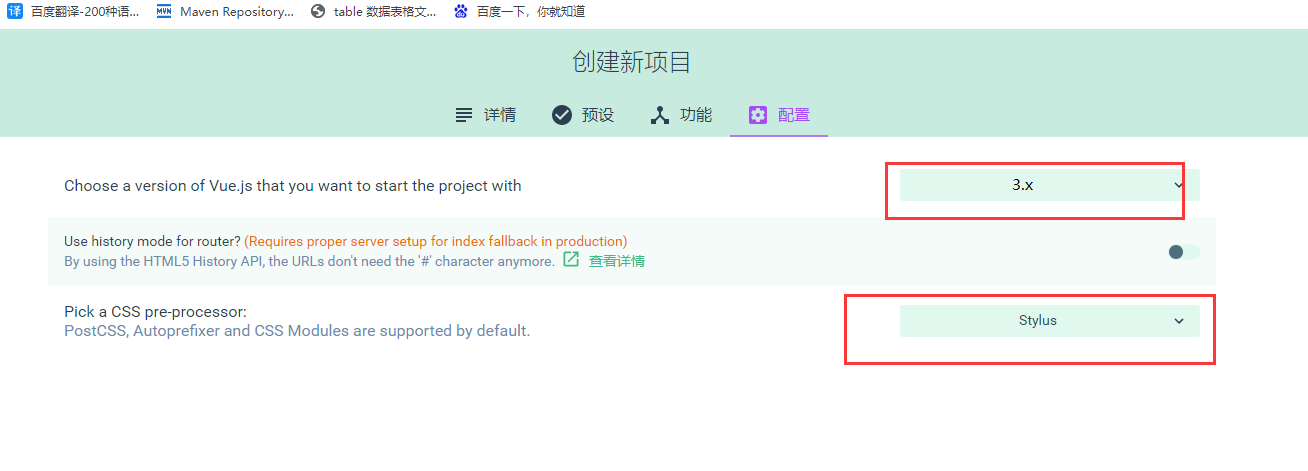 译 百度翻译-200种语... MVN Maven Repository... table 数据表格文... 百度一下，你就知道
创建新项目
详情 预设 功能 配置
Choose a version of Vue.js that you want to start the project with 3.x
Use history mode for router? (Requires proper server setup for index fallback in production)
By using the HTML5 History API, the URLs don't need the '#' character anymore. 查看详情
Pick a CSS pre-processor:
PostCSS, Autoprefixer and CSS Modules are supported by default.
Stylus